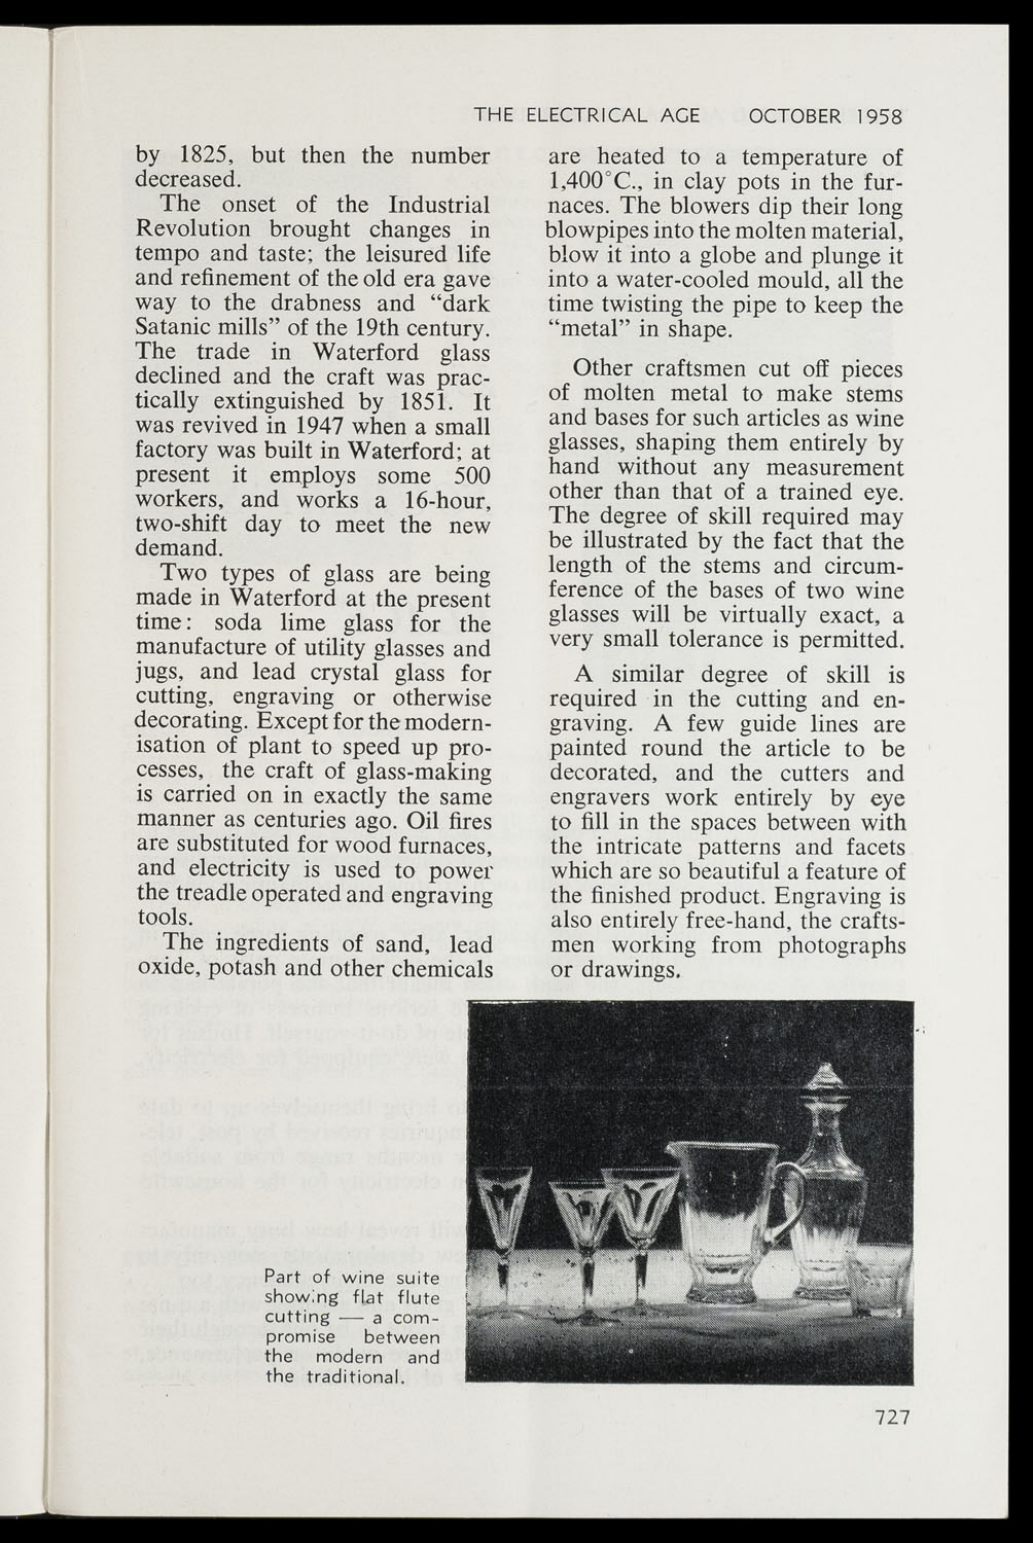 THE ELECTRICAL AGE OCTOBER 1958
by 1825, but then the number
decreased.
The onset of the Industrial
Revolution brought changes in
tempo and taste; the leisured life
and refinement of the old era gave
way to the drabness and “dark
Satanic mills” of the 19th century.
The trade in Waterford glass
declined and the craft was prac-
tically extinguished by 1851. It
was revived in 1947 when a small
factory was built in Waterford; at
present it employs some 500
workers, and works a 16-hour,
two-shift day to meet the new
demand.
Two types of glass are being
made in Waterford at the present
time: soda lime glass for the
manufacture of utility glasses and
jugs, and lead crystal glass for
cutting, engraving or otherwise
decorating. Except for the modern-
isation of plant to speed up pro-
cesses, the craft of glass-making
is carried on in exactly the same
manner as centuries ago. Oil fires
are substituted for wood furnaces,
and electricity is used to power
the treadle operated and engraving
tools.
The ingredients of sand, lead
oxide, potash and other chemicals
are heated to a temperature of
1,400°C., in clay pots in the fur-
naces. The blowers dip their long
blowpipes into the molten material,
blow it into a globe and plunge it
into a water-cooled mould, all the
time twisting the pipe to keep the
“metal” in shape.
Other craftsmen cut off pieces
of molten metal to make stems
and bases for such articles as wine
glasses, shaping them entirely by
hand without any measurement
other than that of a trained eye.
The degree of skill required may
be illustrated by the fact that the
length of the stems and circum-
ference of the bases of two wine
glasses will be virtually exact, a
very small tolerance is permitted.
A similar degree of skill is
required in the cutting and en-
graving. A few guide lines are
painted round the article to be
decorated, and the cutters and
engravers work entirely by eye
to fill in the spaces between with
the intricate patterns and facets
which are so beautiful a feature of
the finished product. Engraving is
also entirely free-hand, the crafts-
men working from photographs
or drawings.
Part of wine suite
showing flat flute
cutting — a com-
promise between
the modern and
the traditional.
727